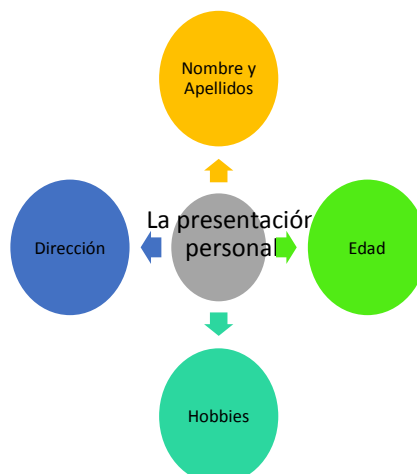 Nombre y
Apellidos
La presentación
personal
Dirección
Edad
Hobbies